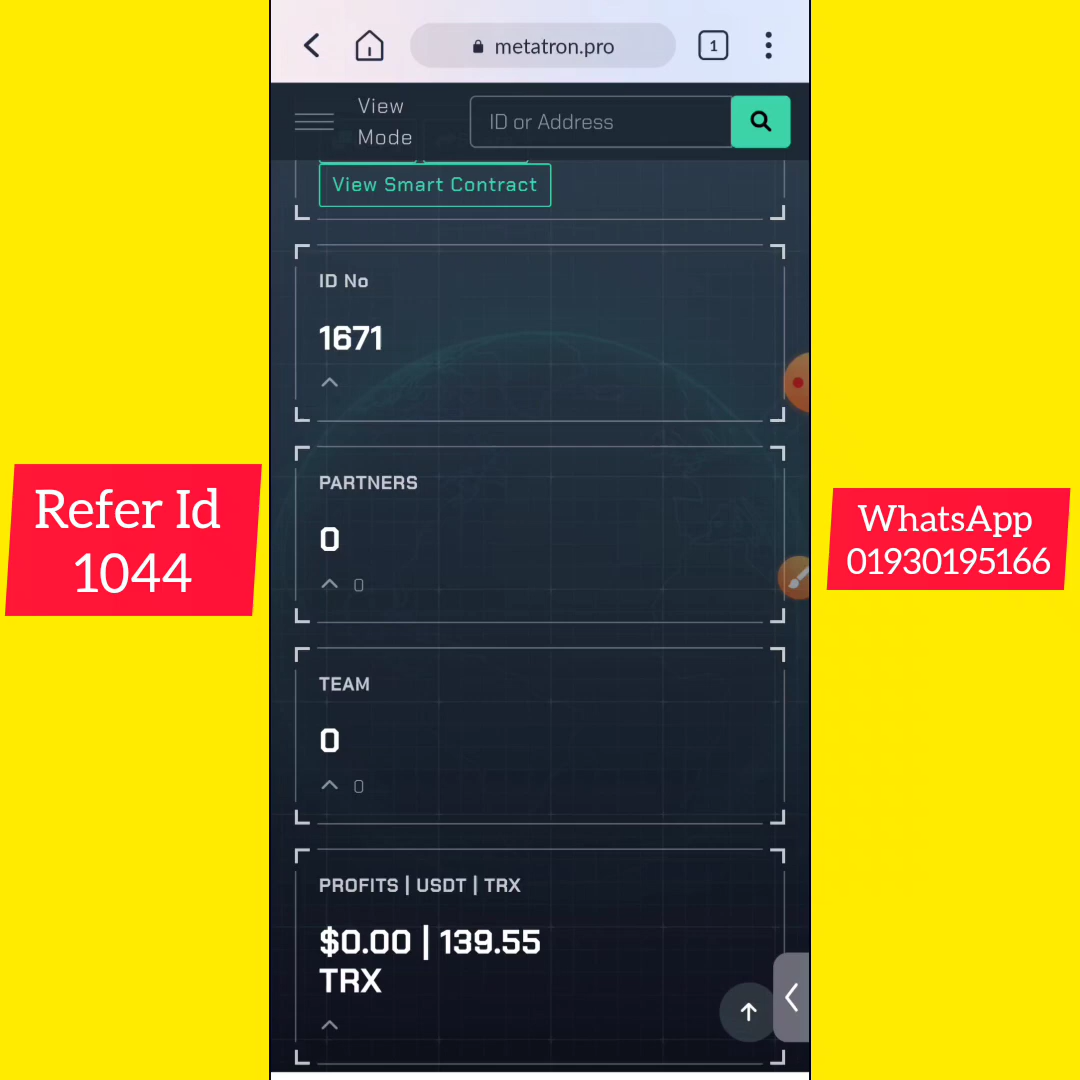 metatron.pro
1
View
Mode
ID or Address
View Smart Contract
ID No
1671
PARTNERS
0
0
TEAM
0
0
PROFITS | USDT | TRX
$0.00 | 139.55
TRX
Refer Id
1044
WhatsApp
01930195166